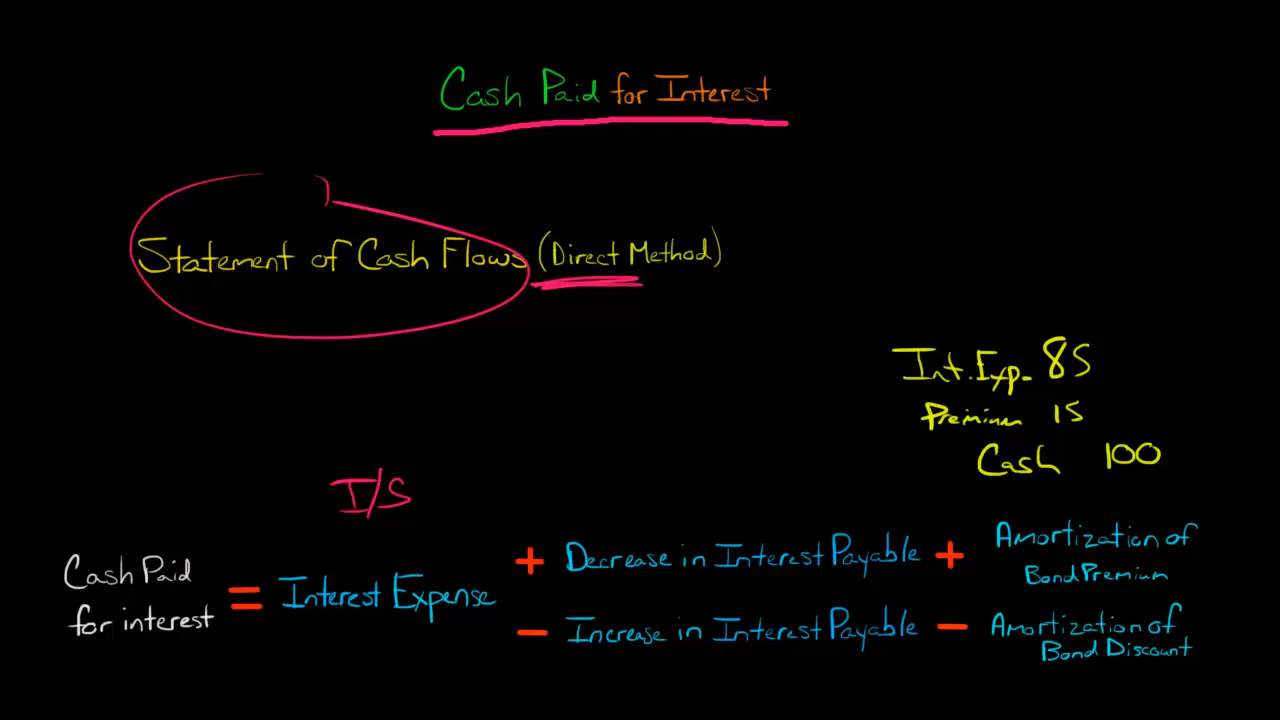 Cash Paid for Interest
Statement of Cash Flows (Direct Method)
Int. Exp. 85
Premium 15
Cash 100
I/S
Cash Paid
for interest
= Interest Expense
+ Decrease in Interest Payable + Amortization of
Bond Premium
- Increase in Interest Payable - Amortization of
Bond Discount